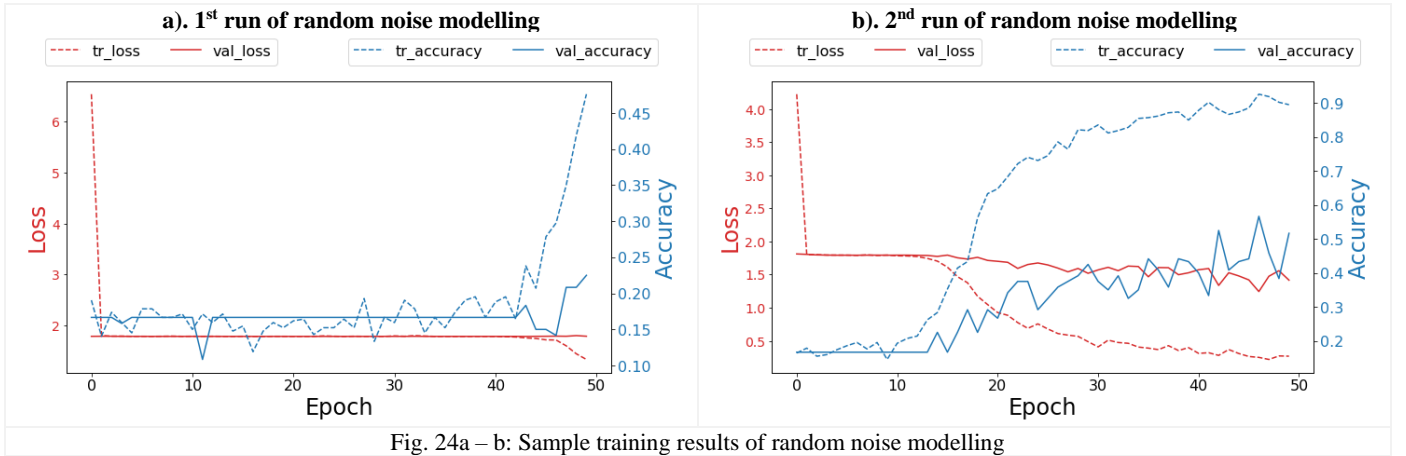 a). 1st run of random noise modelling
tr_loss val_loss tr_accuracy val_accuracy
6
5
4
3
2
Loss
0.45
0.40
0.35
0.30
0.25
0.20
0.15
0.10
Accuracy
0 10 20 30 40 50
Epoch
b). 2nd run of random noise modelling
tr_loss val_loss tr_accuracy val_accuracy
4.0
3.5
3.0
2.5
2.0
1.5
1.0
0.5
Loss
0.9
0.8
0.7
0.6
0.5
0.4
0.3
0.2
Accuracy
0 10 20 30 40 50
Epoch
Fig. 24a – b: Sample training results of random noise modelling